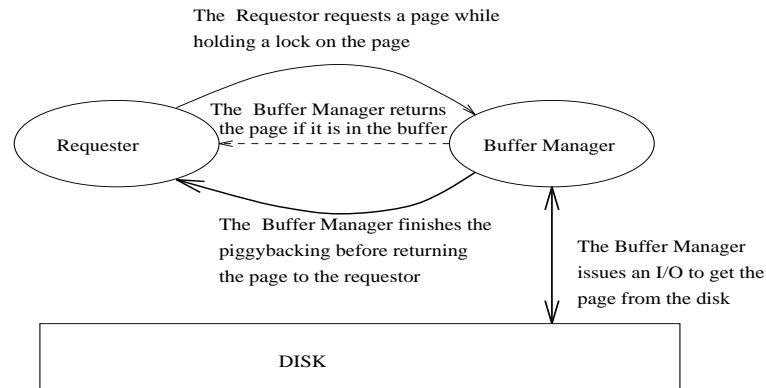 The Requestor requests a page while
holding a lock on the page
The Buffer Manager returns
the page if it is in the buffer
Requester
Buffer Manager
The Buffer Manager finishes the
piggybacking before returning
the page to the requestor
The Buffer Manager
issues an I/O to get the
page from the disk
DISK